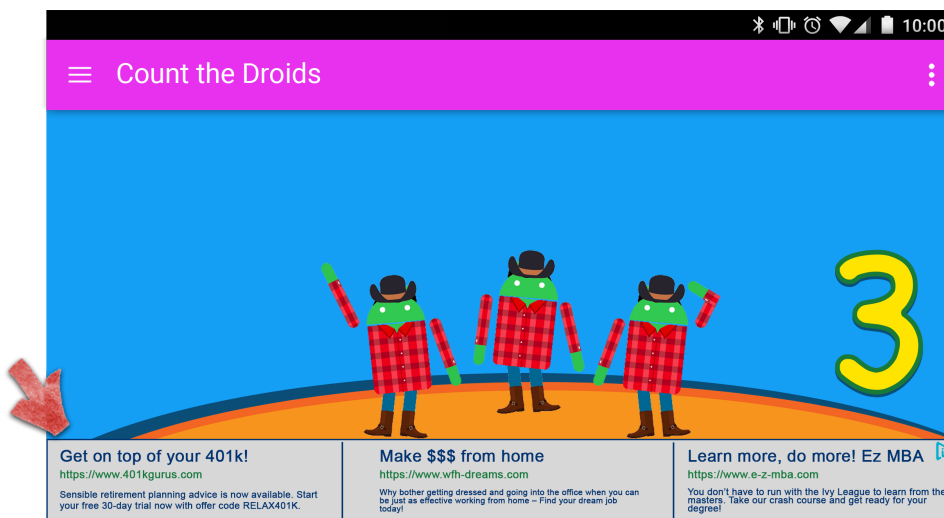 10:00
Count the Droids
3
Get on top of your 401k!
https://www.401kgurus.com
Sensible retirement planning advice is now available. Start
your free 30-day trial now with offer code RELAX401K.
Make $$$ from home
https://www.wfh-dreams.com
Why bother getting dressed and going into the office when you can
be just as effective working from home – Find your dream job
today!
Learn more, do more! Ez MBA
https://www.e-z-mba.com
You don't have to run with the Ivy League to learn from the
masters. Take our crash course and get ready for your
degree!